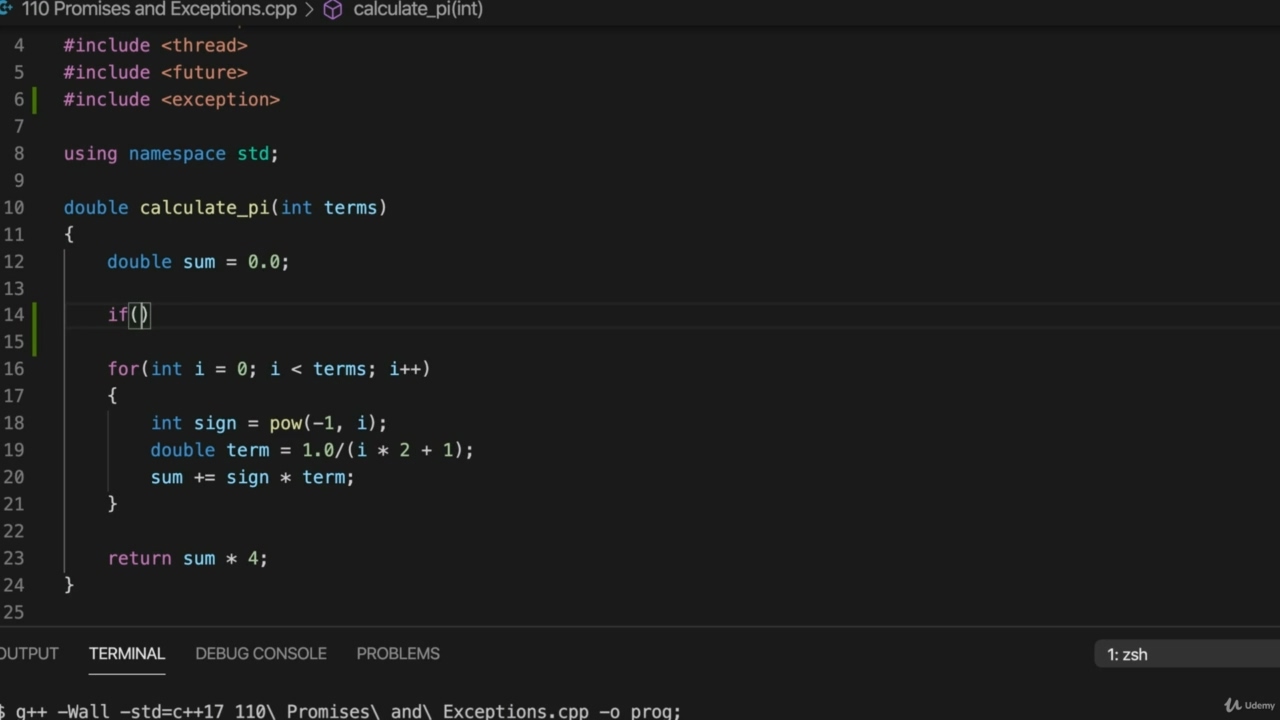 110 Promises and Exceptions.cpp > calculate_pi(int)
4 #include <thread>
5 #include <future>
6 #include <exception>
7
8 using namespace std;
9
10 double calculate_pi(int terms)
11 {
12 double sum = 0.0;
13
14 if()
15
16 for(int i = 0; i < terms; i++)
17 {
18 int sign = pow(-1, i);
19 double term = 1.0/(i * 2 + 1);
20 sum += sign * term;
21 }
22
23 return sum * 4;
24 }
25
OUTPUT TERMINAL DEBUG CONSOLE PROBLEMS 1: zsh
$ g++ -Wall -std=c++17 110\ Promises\ and\ Exceptions.cpp -o prog;
Udemy